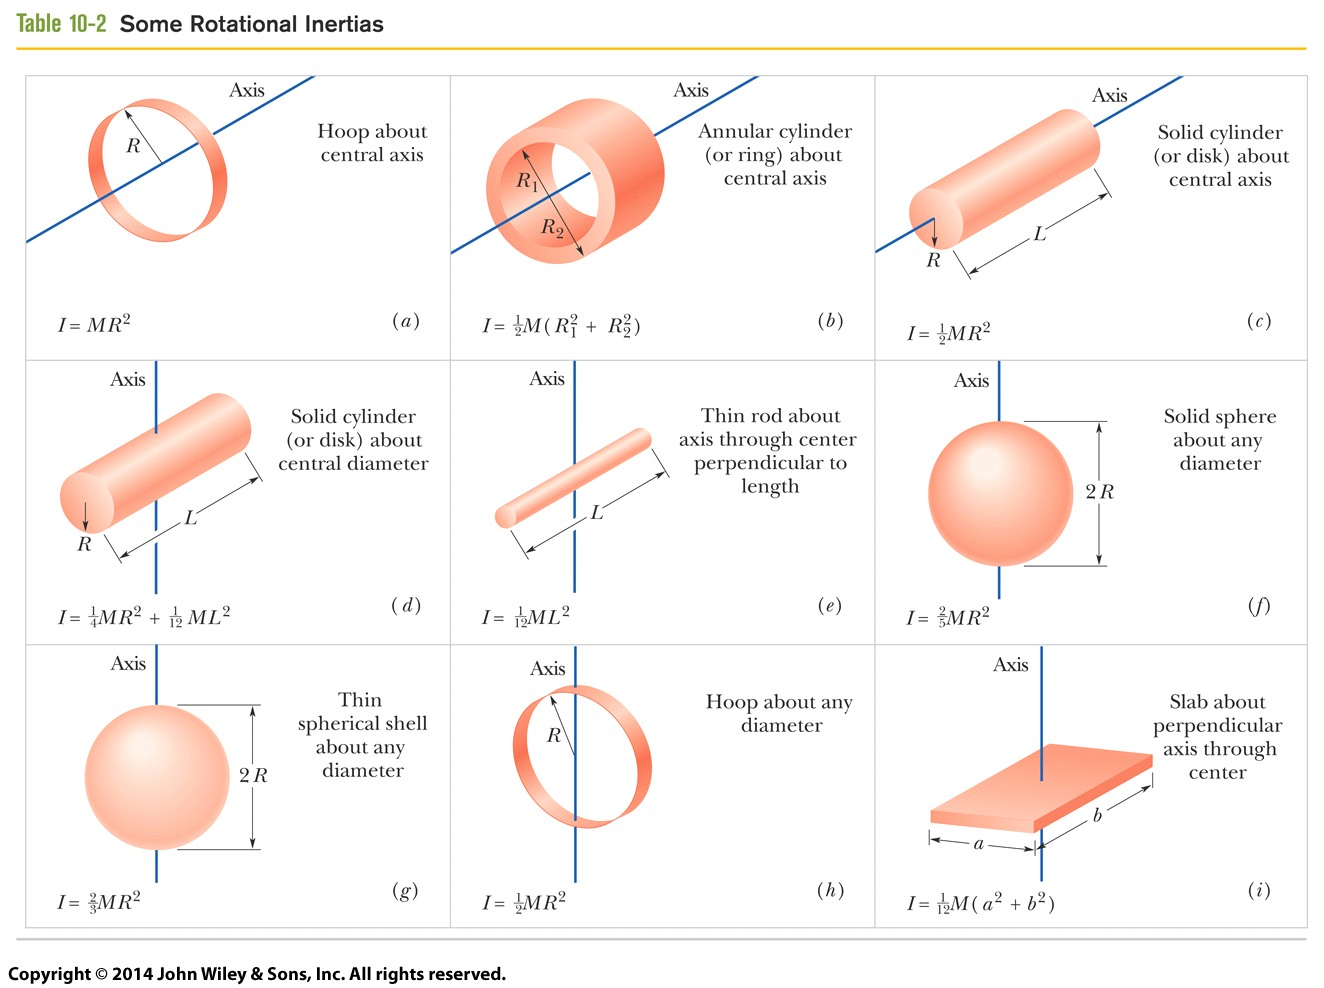 Table 10-2 Some Rotational Inertias
Axis
R
Hoop about
central axis
I = MR²
(a)
Axis
R₁
R₂
Annular cylinder
(or ring) about
central axis
I = ½M(R₁² + R₂²)
(b)
Axis
L
R
Solid cylinder
(or disk) about
central axis
I = ½MR²
(c)
Axis
L
R
Solid cylinder
(or disk) about
central diameter
I = ¼MR² + 1/12 ML²
(d)
Axis
L
Thin rod about
axis through center
perpendicular to
length
I = 1/12 ML²
(e)
Axis
2R
Solid sphere
about any
diameter
I = ⅖MR²
(f)
Axis
2R
Thin
spherical shell
about any
diameter
I = ⅔MR²
(g)
Axis
R
Hoop about any
diameter
I = ½MR²
(h)
Axis
b
a
Slab about
perpendicular
axis through
center
I = 1/12 M(a² + b²)
(i)
Copyright © 2014 John Wiley & Sons, Inc. All rights reserved.